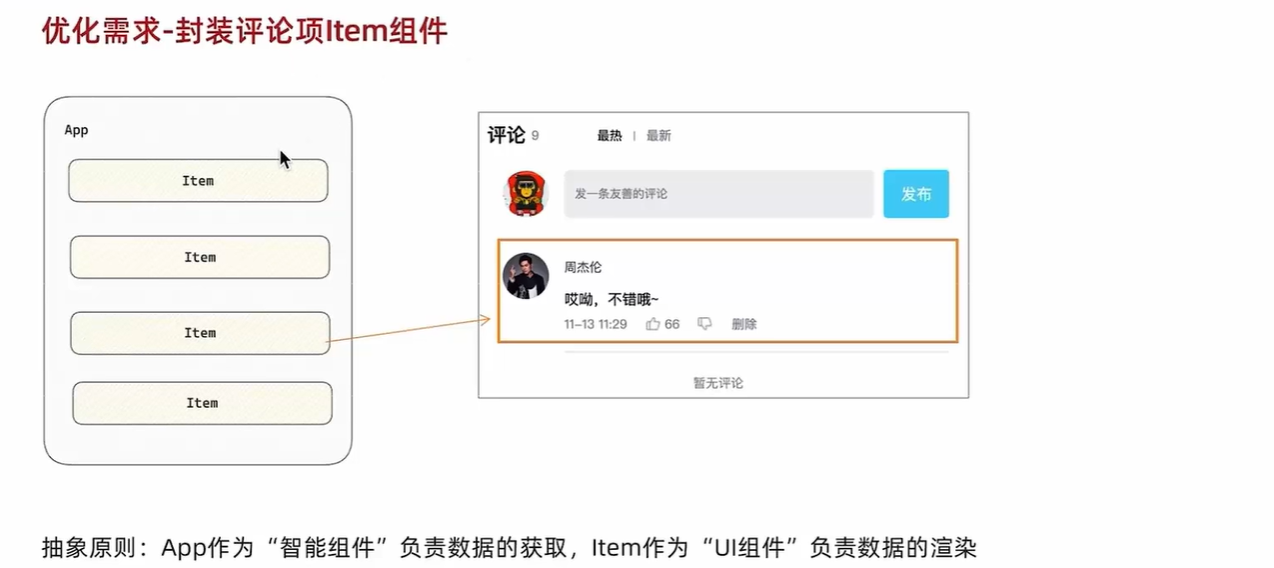 优化需求-封装评论项Item组件
App
Item
Item
Item
Item
评论 9 最热 | 最新
发一条友善的评论 发布
周杰伦
哎呦，不错哦~
11-13 11:29 66 删除
暂无评论
抽象原则：App作为“智能组件”负责数据的获取，Item作为“UI组件”负责数据的渲染